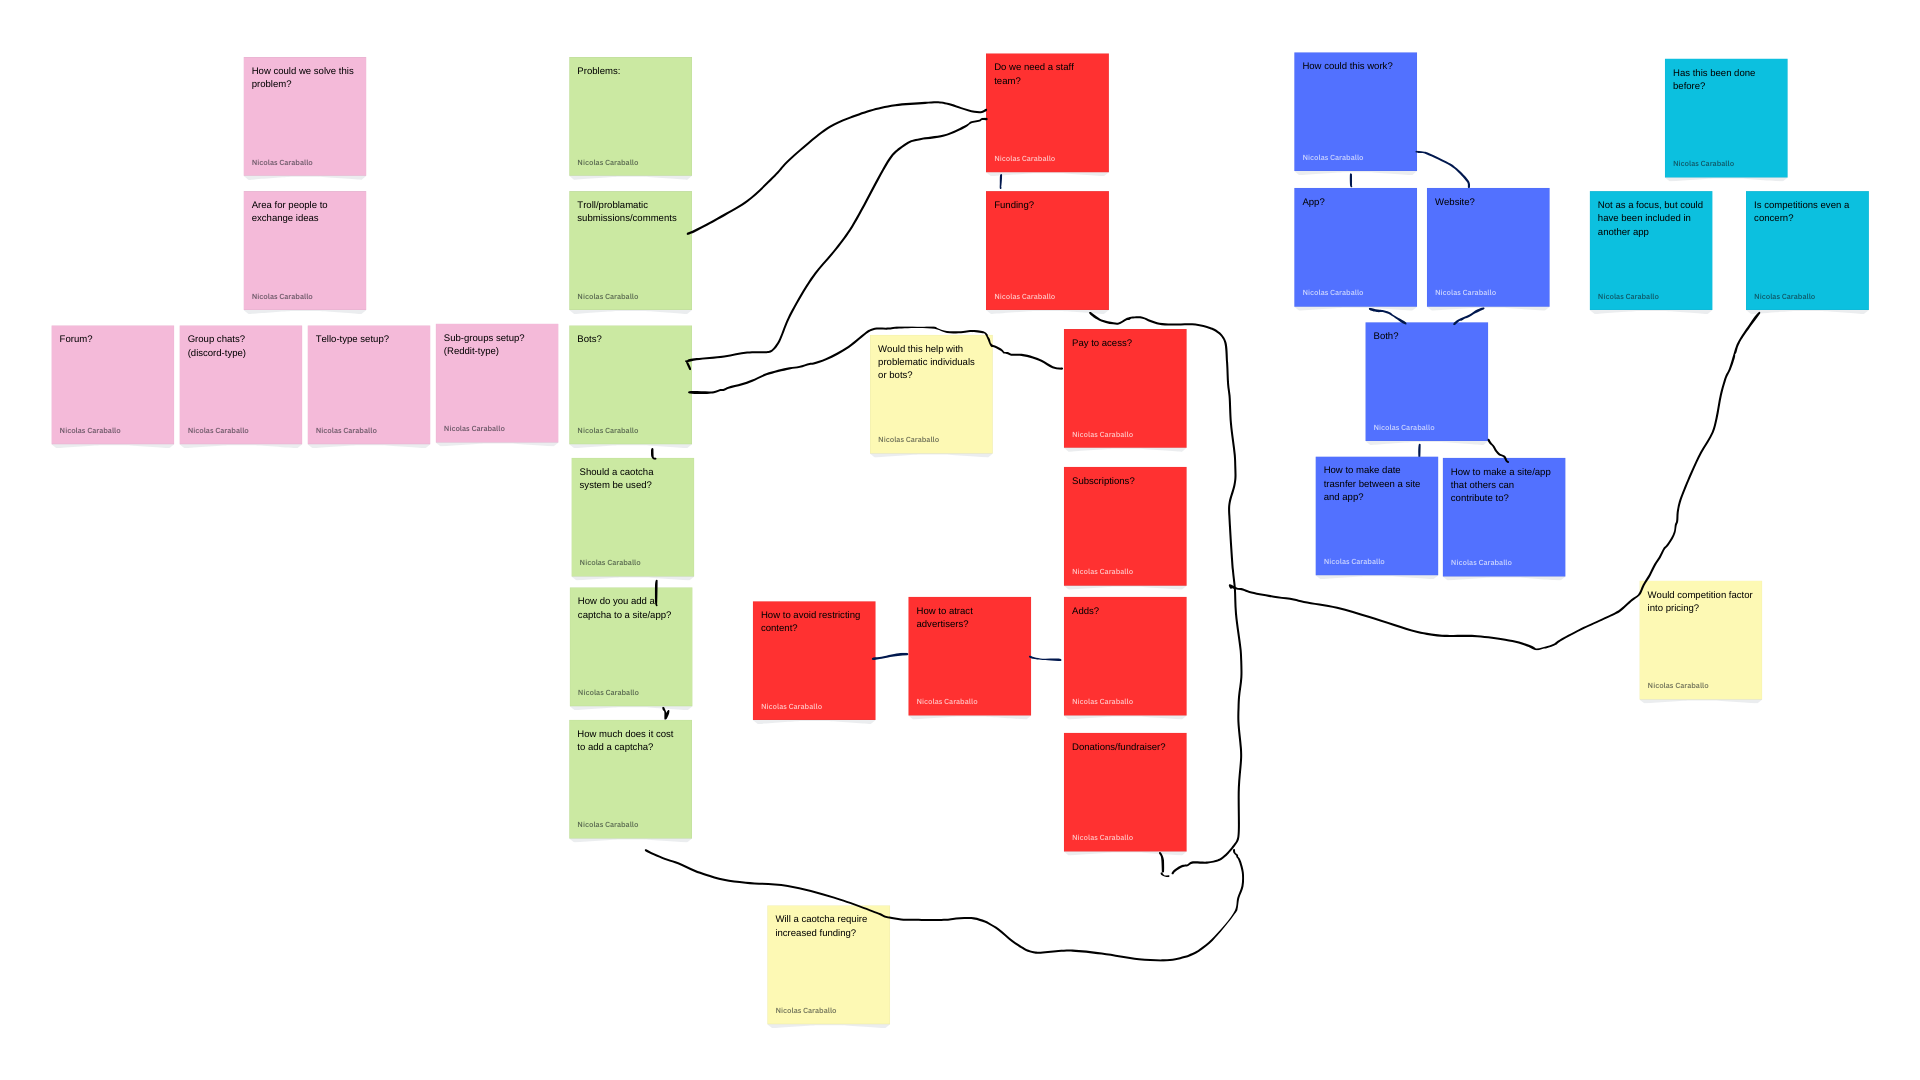 How could we solve this
problem?
Nicolas Caraballo
Area for people to
exchange ideas
Nicolas Caraballo
Forum?
Nicolas Caraballo
Group chats?
(discord-type)
Nicolas Caraballo
Tello-type setup?
Nicolas Caraballo
Sub-groups setup?
(Reddit-type)
Nicolas Caraballo
Problems:
Nicolas Caraballo
Troll/problamatic
submissions/comments
Nicolas Caraballo
Bots?
Nicolas Caraballo
Should a caotcha
system be used?
Nicolas Caraballo
How do you add a
captcha to a site/app?
Nicolas Caraballo
How much does it cost
to add a captcha?
Nicolas Caraballo
Will a caotcha require
increased funding?
Nicolas Caraballo
Do we need a staff
team?
Nicolas Caraballo
Funding?
Nicolas Caraballo
Would this help with
problematic individuals
or bots?
Nicolas Caraballo
Pay to acess?
Nicolas Caraballo
Subscriptions?
Nicolas Caraballo
How to avoid restricting
content?
Nicolas Caraballo
How to atract
advertisers?
Nicolas Caraballo
Adds?
Nicolas Caraballo
Donations/fundraiser?
Nicolas Caraballo
How could this work?
Nicolas Caraballo
App?
Nicolas Caraballo
Website?
Nicolas Caraballo
Both?
Nicolas Caraballo
How to make date
trasnfer between a site
and app?
Nicolas Caraballo
How to make a site/app
that others can
contribute to?
Nicolas Caraballo
Has this been done
before?
Nicolas Caraballo
Not as a focus, but could
have been included in
another app
Nicolas Caraballo
Is competitions even a
concern?
Nicolas Caraballo
Would competition factor
into pricing?
Nicolas Caraballo